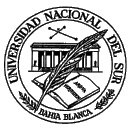 UNIVERSIDAD NACIONAL DEL SUR
BAHIA BLANCA